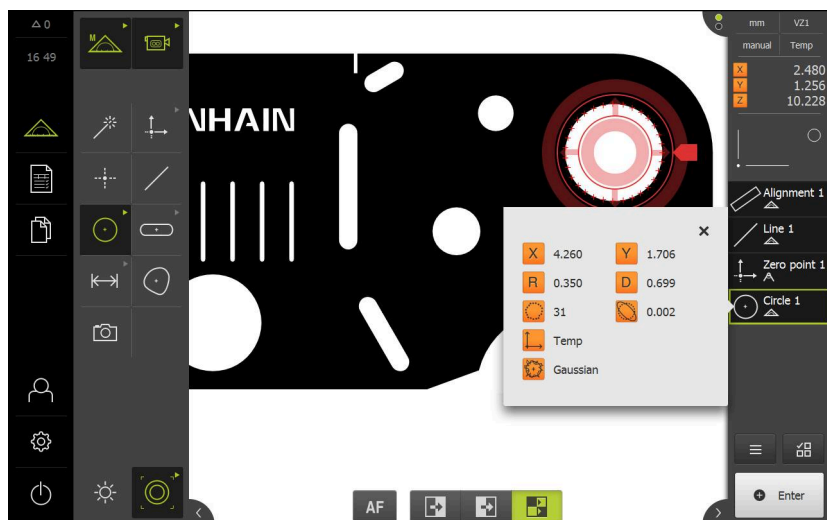 △ 0
16 49
M
NHAIN
mm VZ1
manual Temp
X 2.480
Y 1.256
Z 10.228
Alignment 1
Line 1
Zero point 1
Circle 1
X 4.260 Y 1.706
R 0.350 D 0.699
31 0.002
Temp
Gaussian
AF
Enter